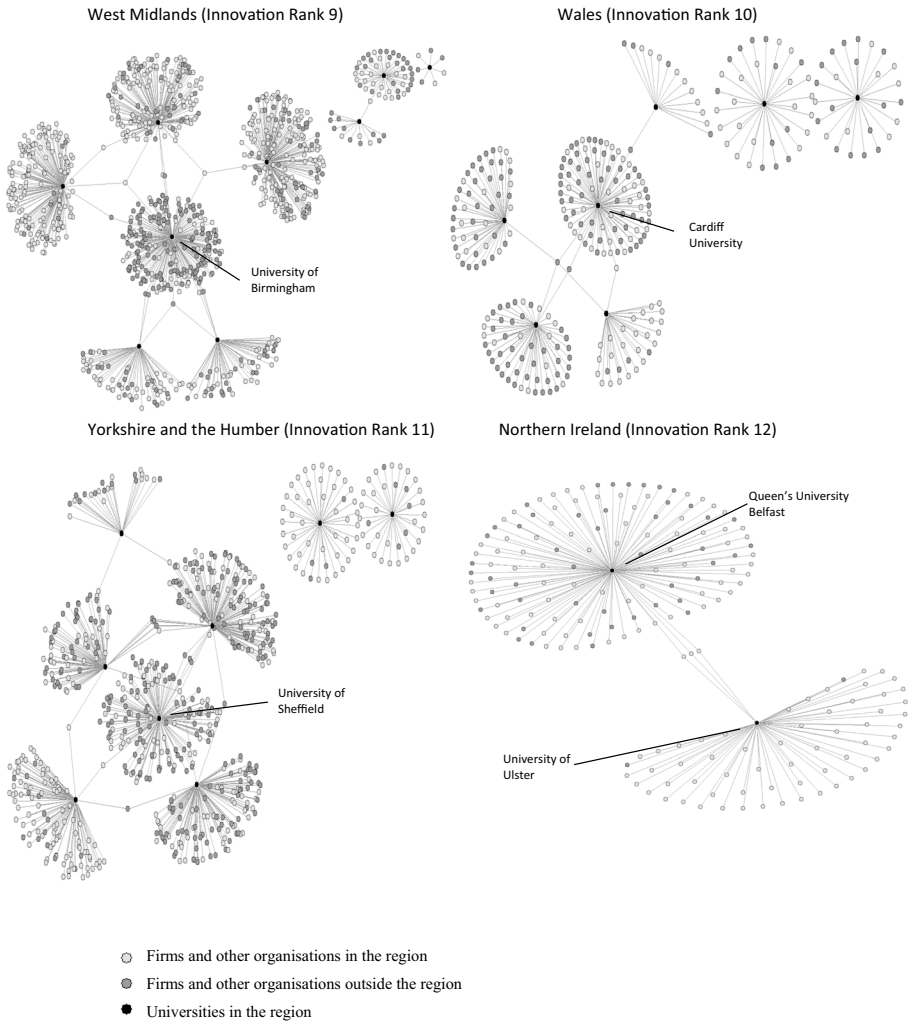 West Midlands (Innovation Rank 9)
Wales (Innovation Rank 10)
Cardiff
University
University of
Birmingham
Yorkshire and the Humber (Innovation Rank 11)
Northern Ireland (Innovation Rank 12)
Queen's University
Belfast
University of
Sheffield
University of
Ulster
Firms and other organisations in the region
Firms and other organisations outside the region
Universities in the region